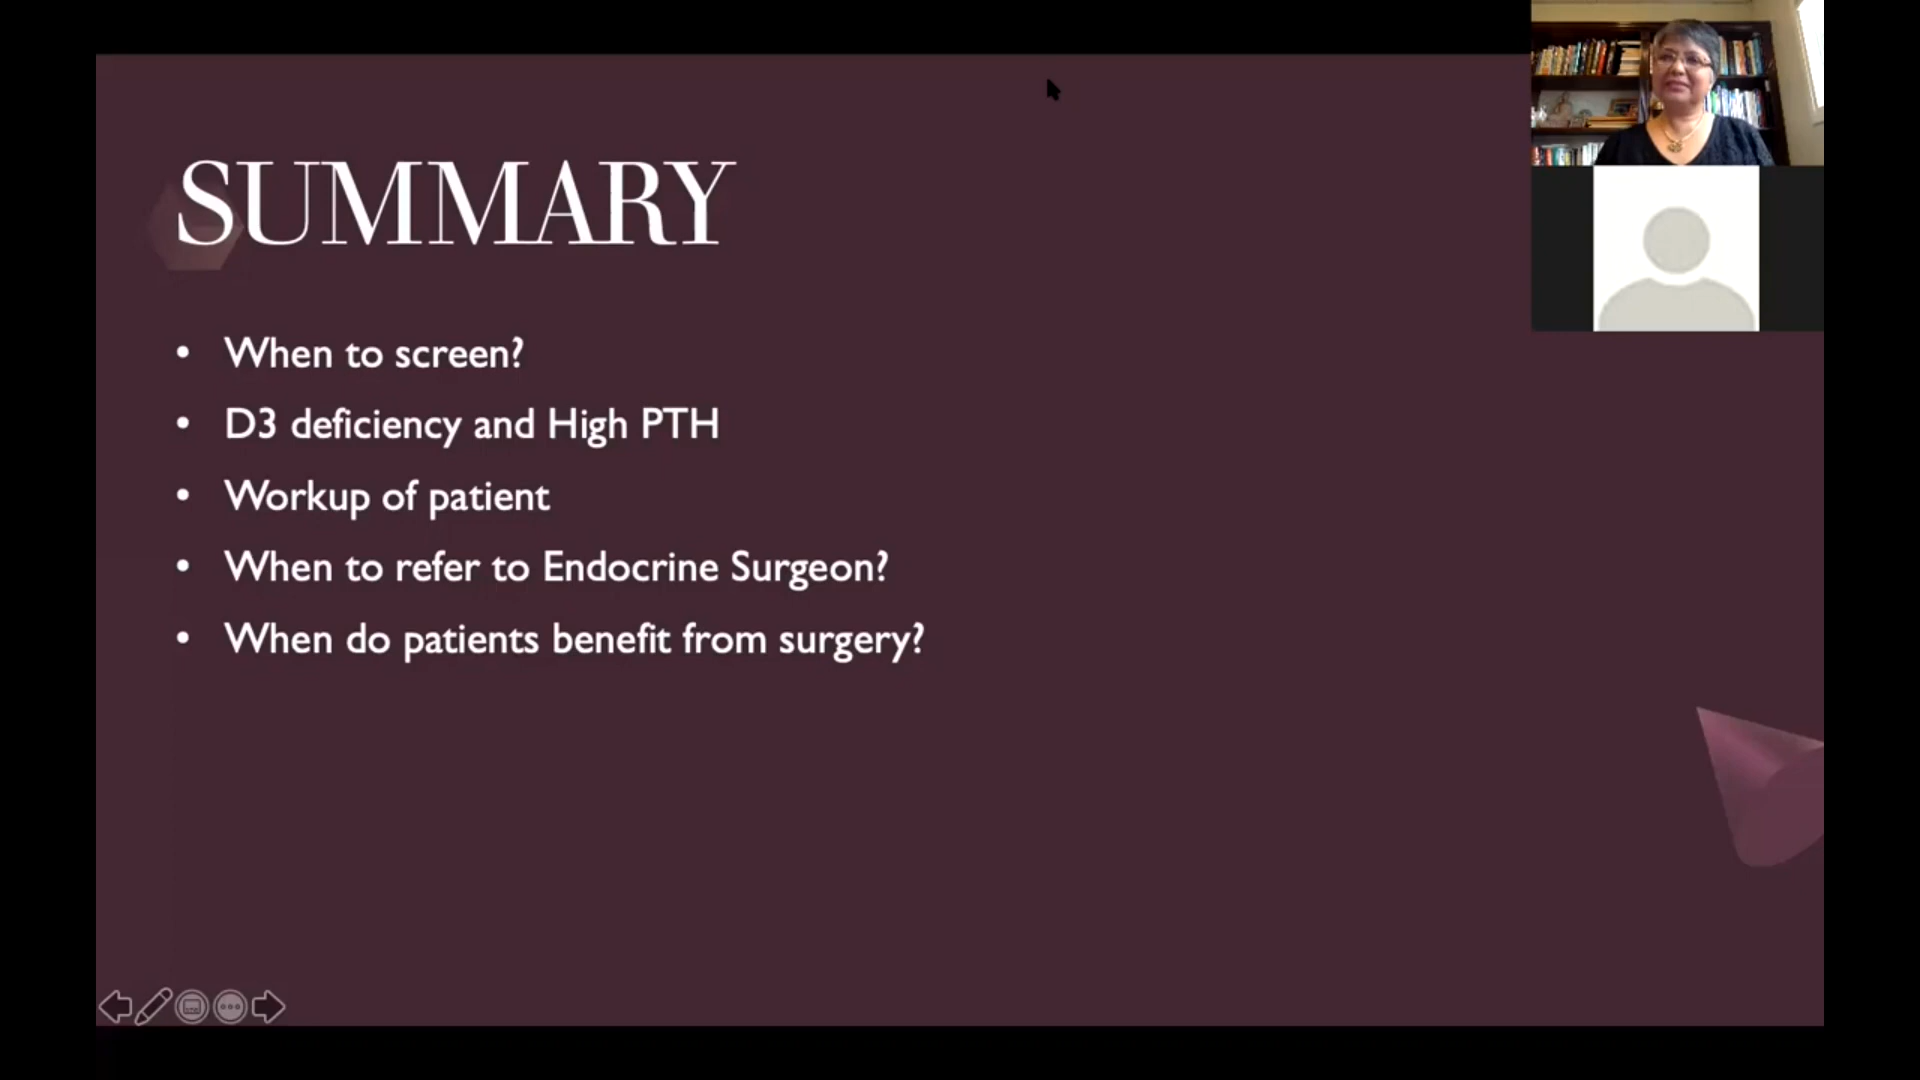 SUMMARY
• When to screen?
• D3 deficiency and High PTH
• Workup of patient
• When to refer to Endocrine Surgeon?
• When do patients benefit from surgery?